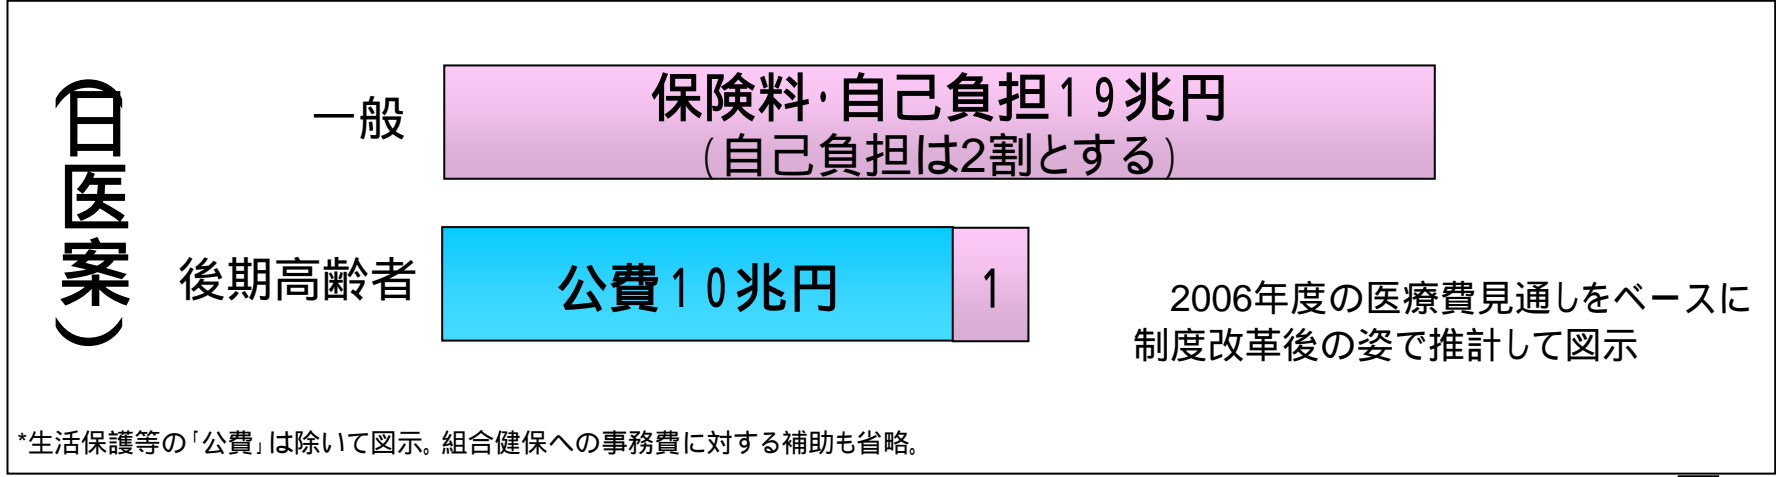 （日医案）
一般
保険料・自己負担１９兆円
（自己負担は2割とする）
後期高齢者
公費１０兆円
１
2006年度の医療費見通しをベースに
制度改革後の姿で推計して図示
*生活保護等の「公費」は除いて図示。組合健保への事務費に対する補助も省略。